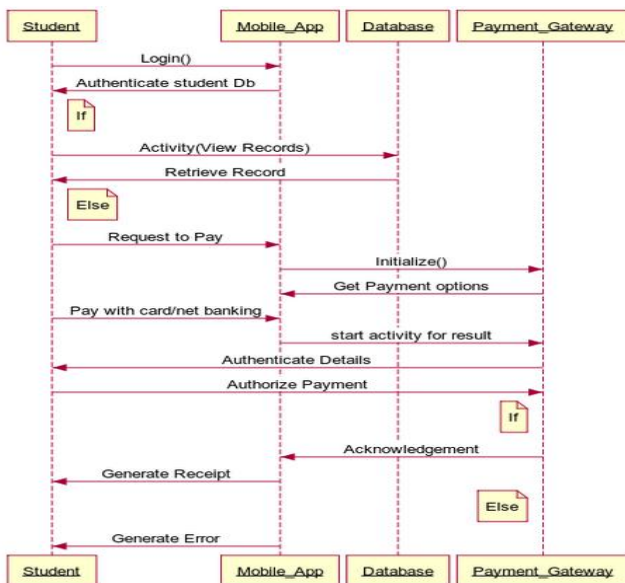 Student Mobile_App Database Payment_Gateway
Login()
Authenticate student Db
If
Activity(View Records)
Retrieve Record
Else
Request to Pay
Initialize()
Get Payment options
Pay with card/net banking
start activity for result
Authenticate Details
Authorize Payment
If
Acknowledgement
Generate Receipt
Else
Generate Error
Student Mobile_App Database Payment_Gateway